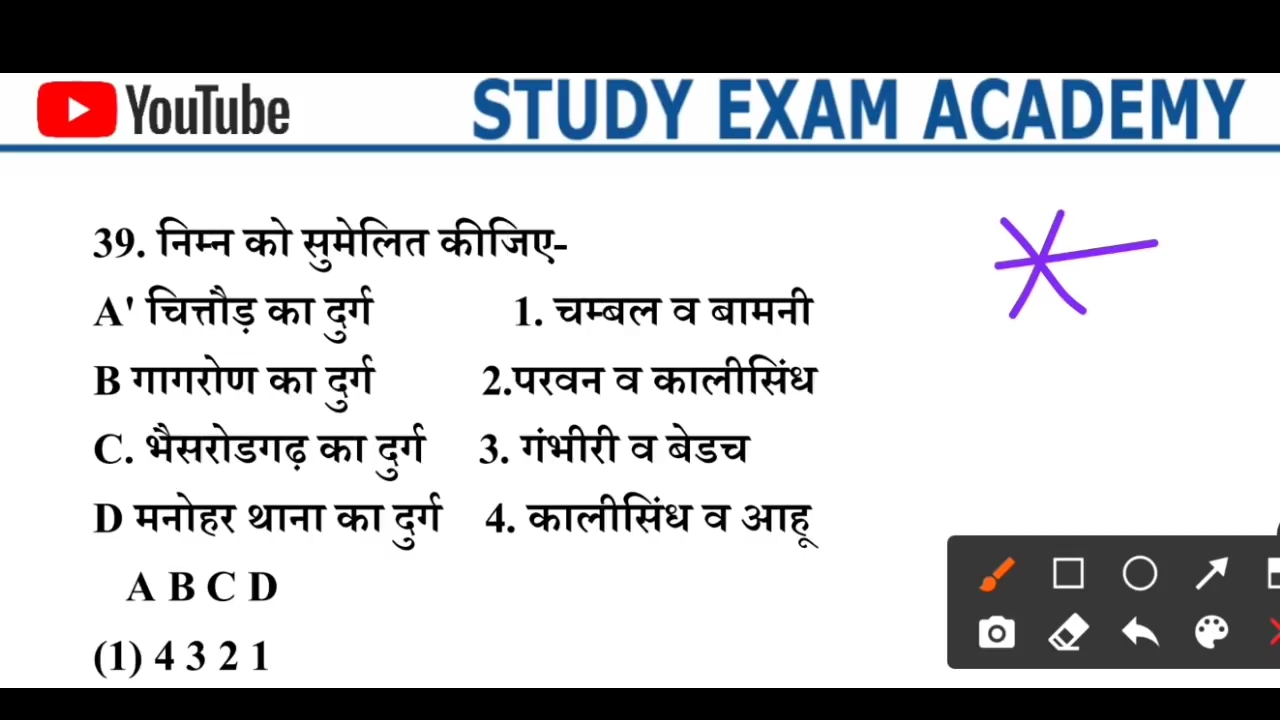 YouTube STUDY EXAM ACADEMY
39. निम्न को सुमेलित कीजिए-
A' चित्तौड़ का दुर्ग 1. चम्बल व बामनी
B गागरोण का दुर्ग 2.परवन व कालीसिंध
C. भैसरोडगढ़ का दुर्ग 3. गंभीरी व बेडच
D मनोहर थाना का दुर्ग 4. कालीसिंध व आहू
A B C D
(1) 4 3 2 1